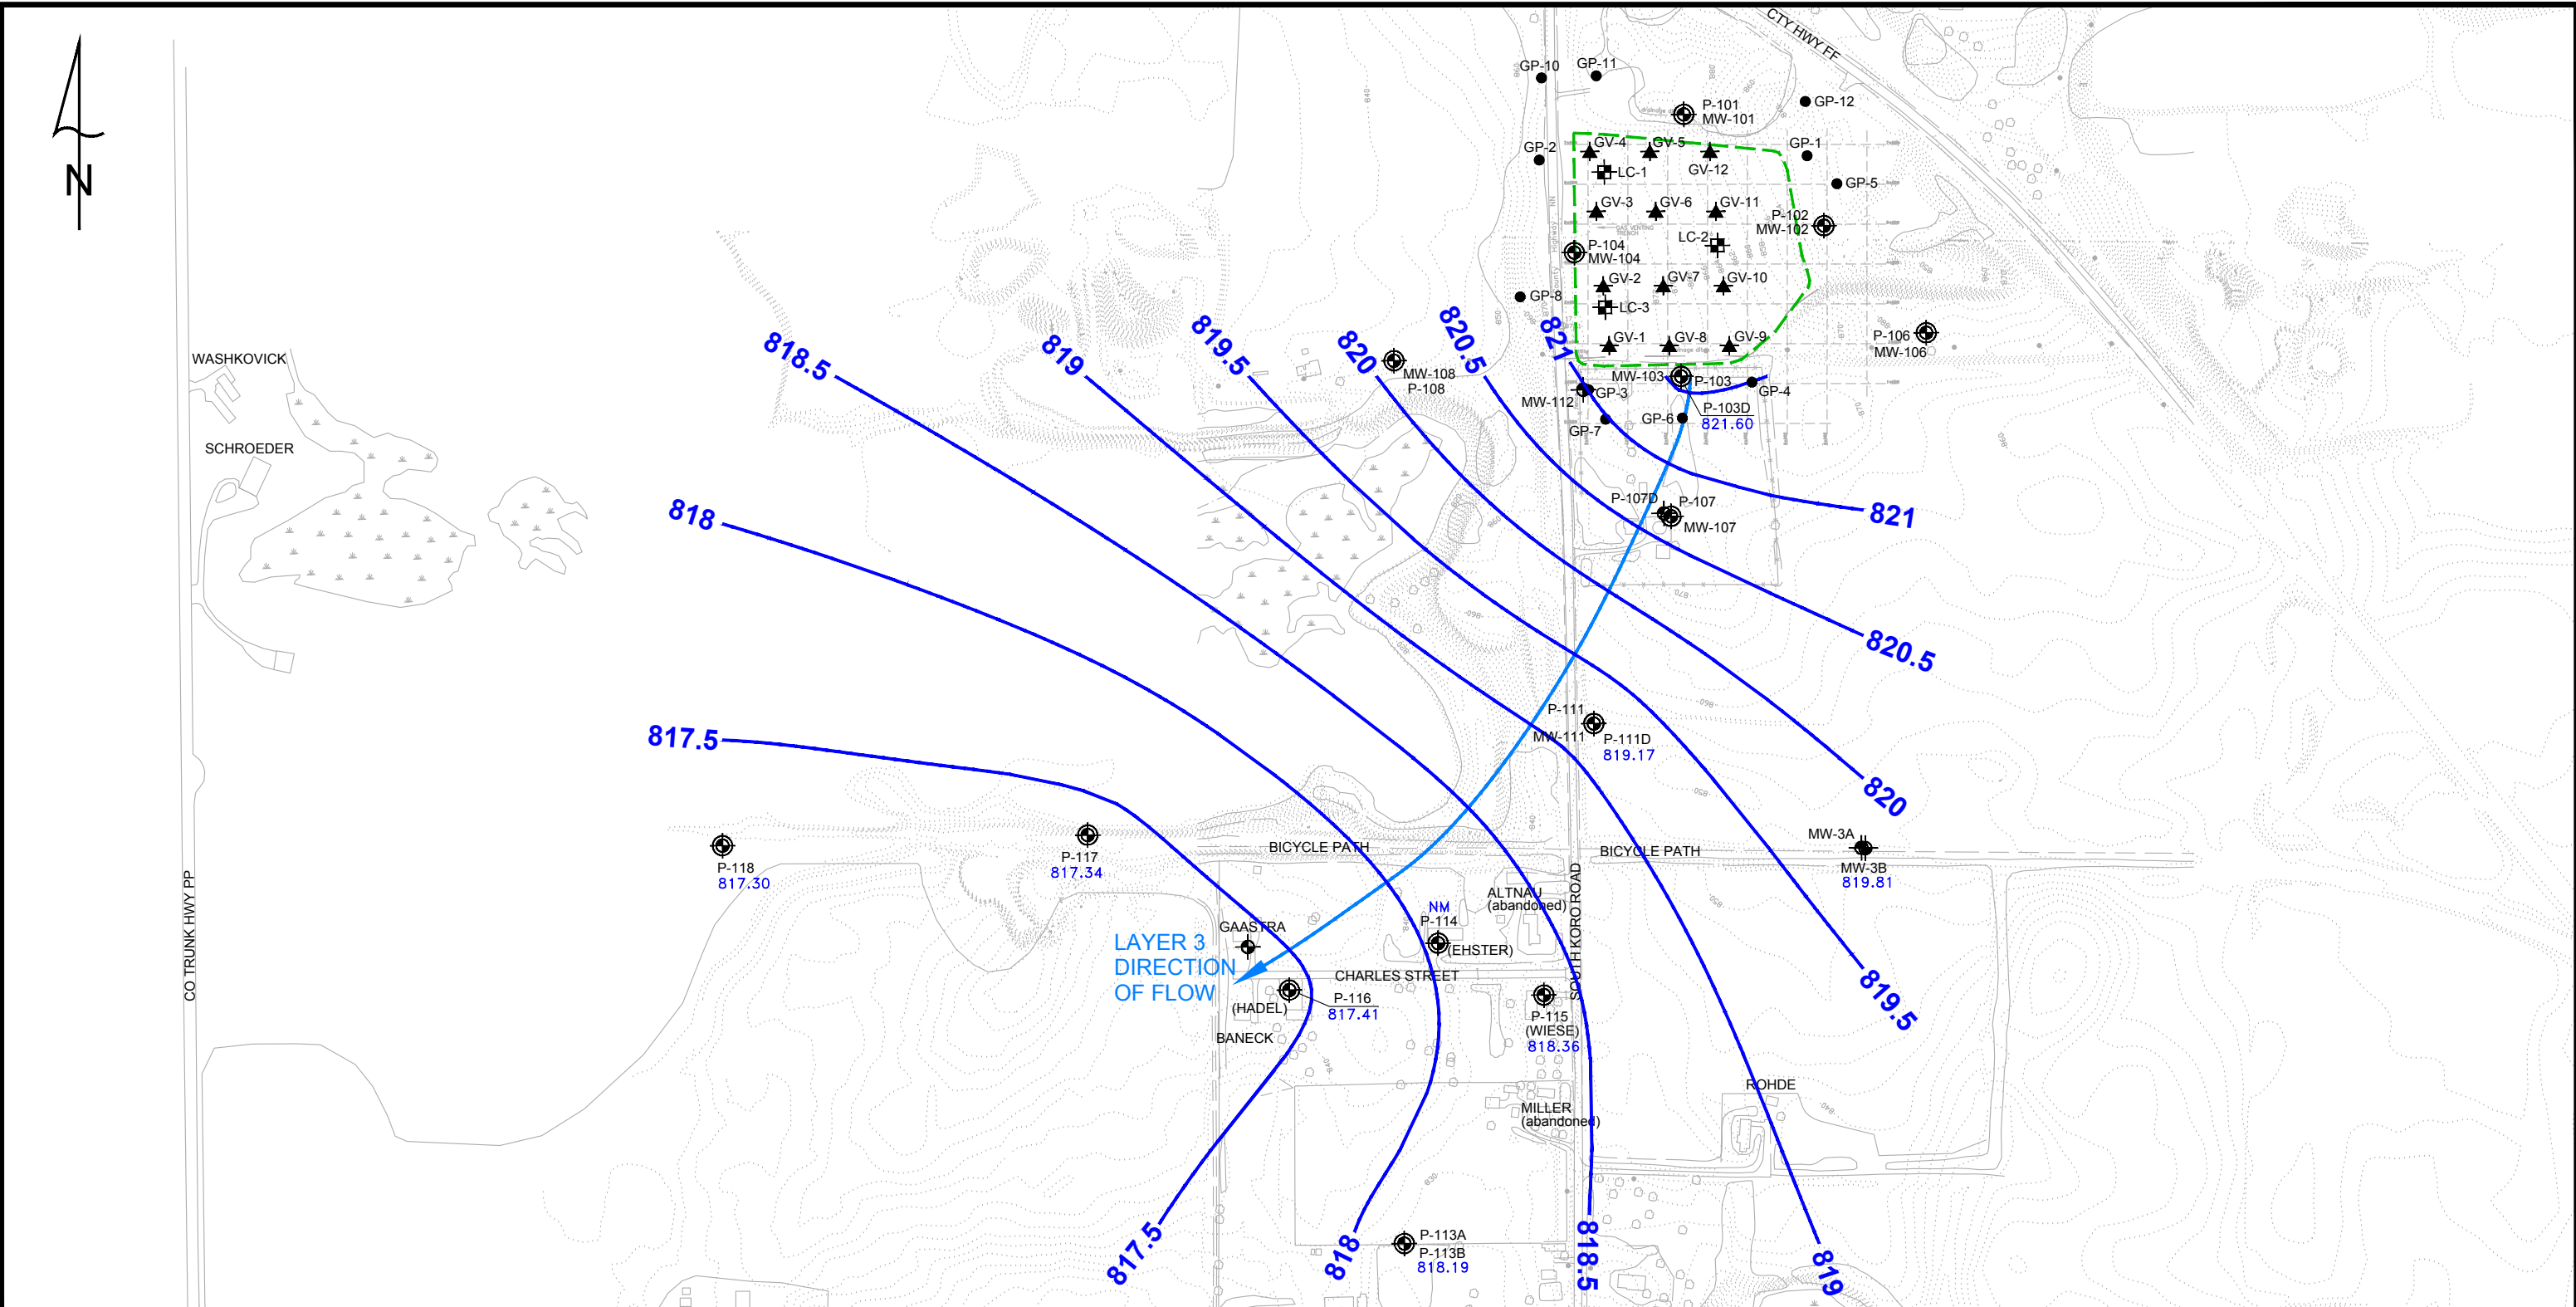 CTY HWY FF
GP-10
GP-11
P-101
MW-101
GP-12
GP-2
GV-4
GV-5
GV-12
GP-1
LC-1
GP-5
GV-3
GV-6
GV-11
P-102
MW-102
GAS VENTING
TRENCH
P-104
MW-104
LC-2
GV-2
GV-7
GV-10
GP-8
LC-3
GV-1
GV-8
GV-9
P-106
MW-106
N
WASHKOVICK
SCHROEDER
818.5
819
819.5
820
820.5
821
MW-108
P-108
MW-103
P-103
GP-4
MW-112
GP-3
GP-7
GP-6
P-103D
821.60
P-107D
P-107
MW-107
821
818
820.5
817.5
P-111
MW-111
P-111D
819.17
820
P-118
817.30
P-117
817.34
BICYCLE PATH
BICYCLE PATH
MW-3A
MW-3B
819.81
CO TRUNK HWY PP
SOUTH KORO ROAD
ALTNAU
(abandoned)
NM
P-114
(EHSTER)
GAASTRA
LAYER 3
DIRECTION
OF FLOW
CHARLES STREET
(HADEL)
P-116
817.41
BANECK
P-115
(WIESE)
818.36
819.5
ROHDE
MILLER
(abandoned)
817.5
818
P-113A
P-113B
818.19
818.5
819